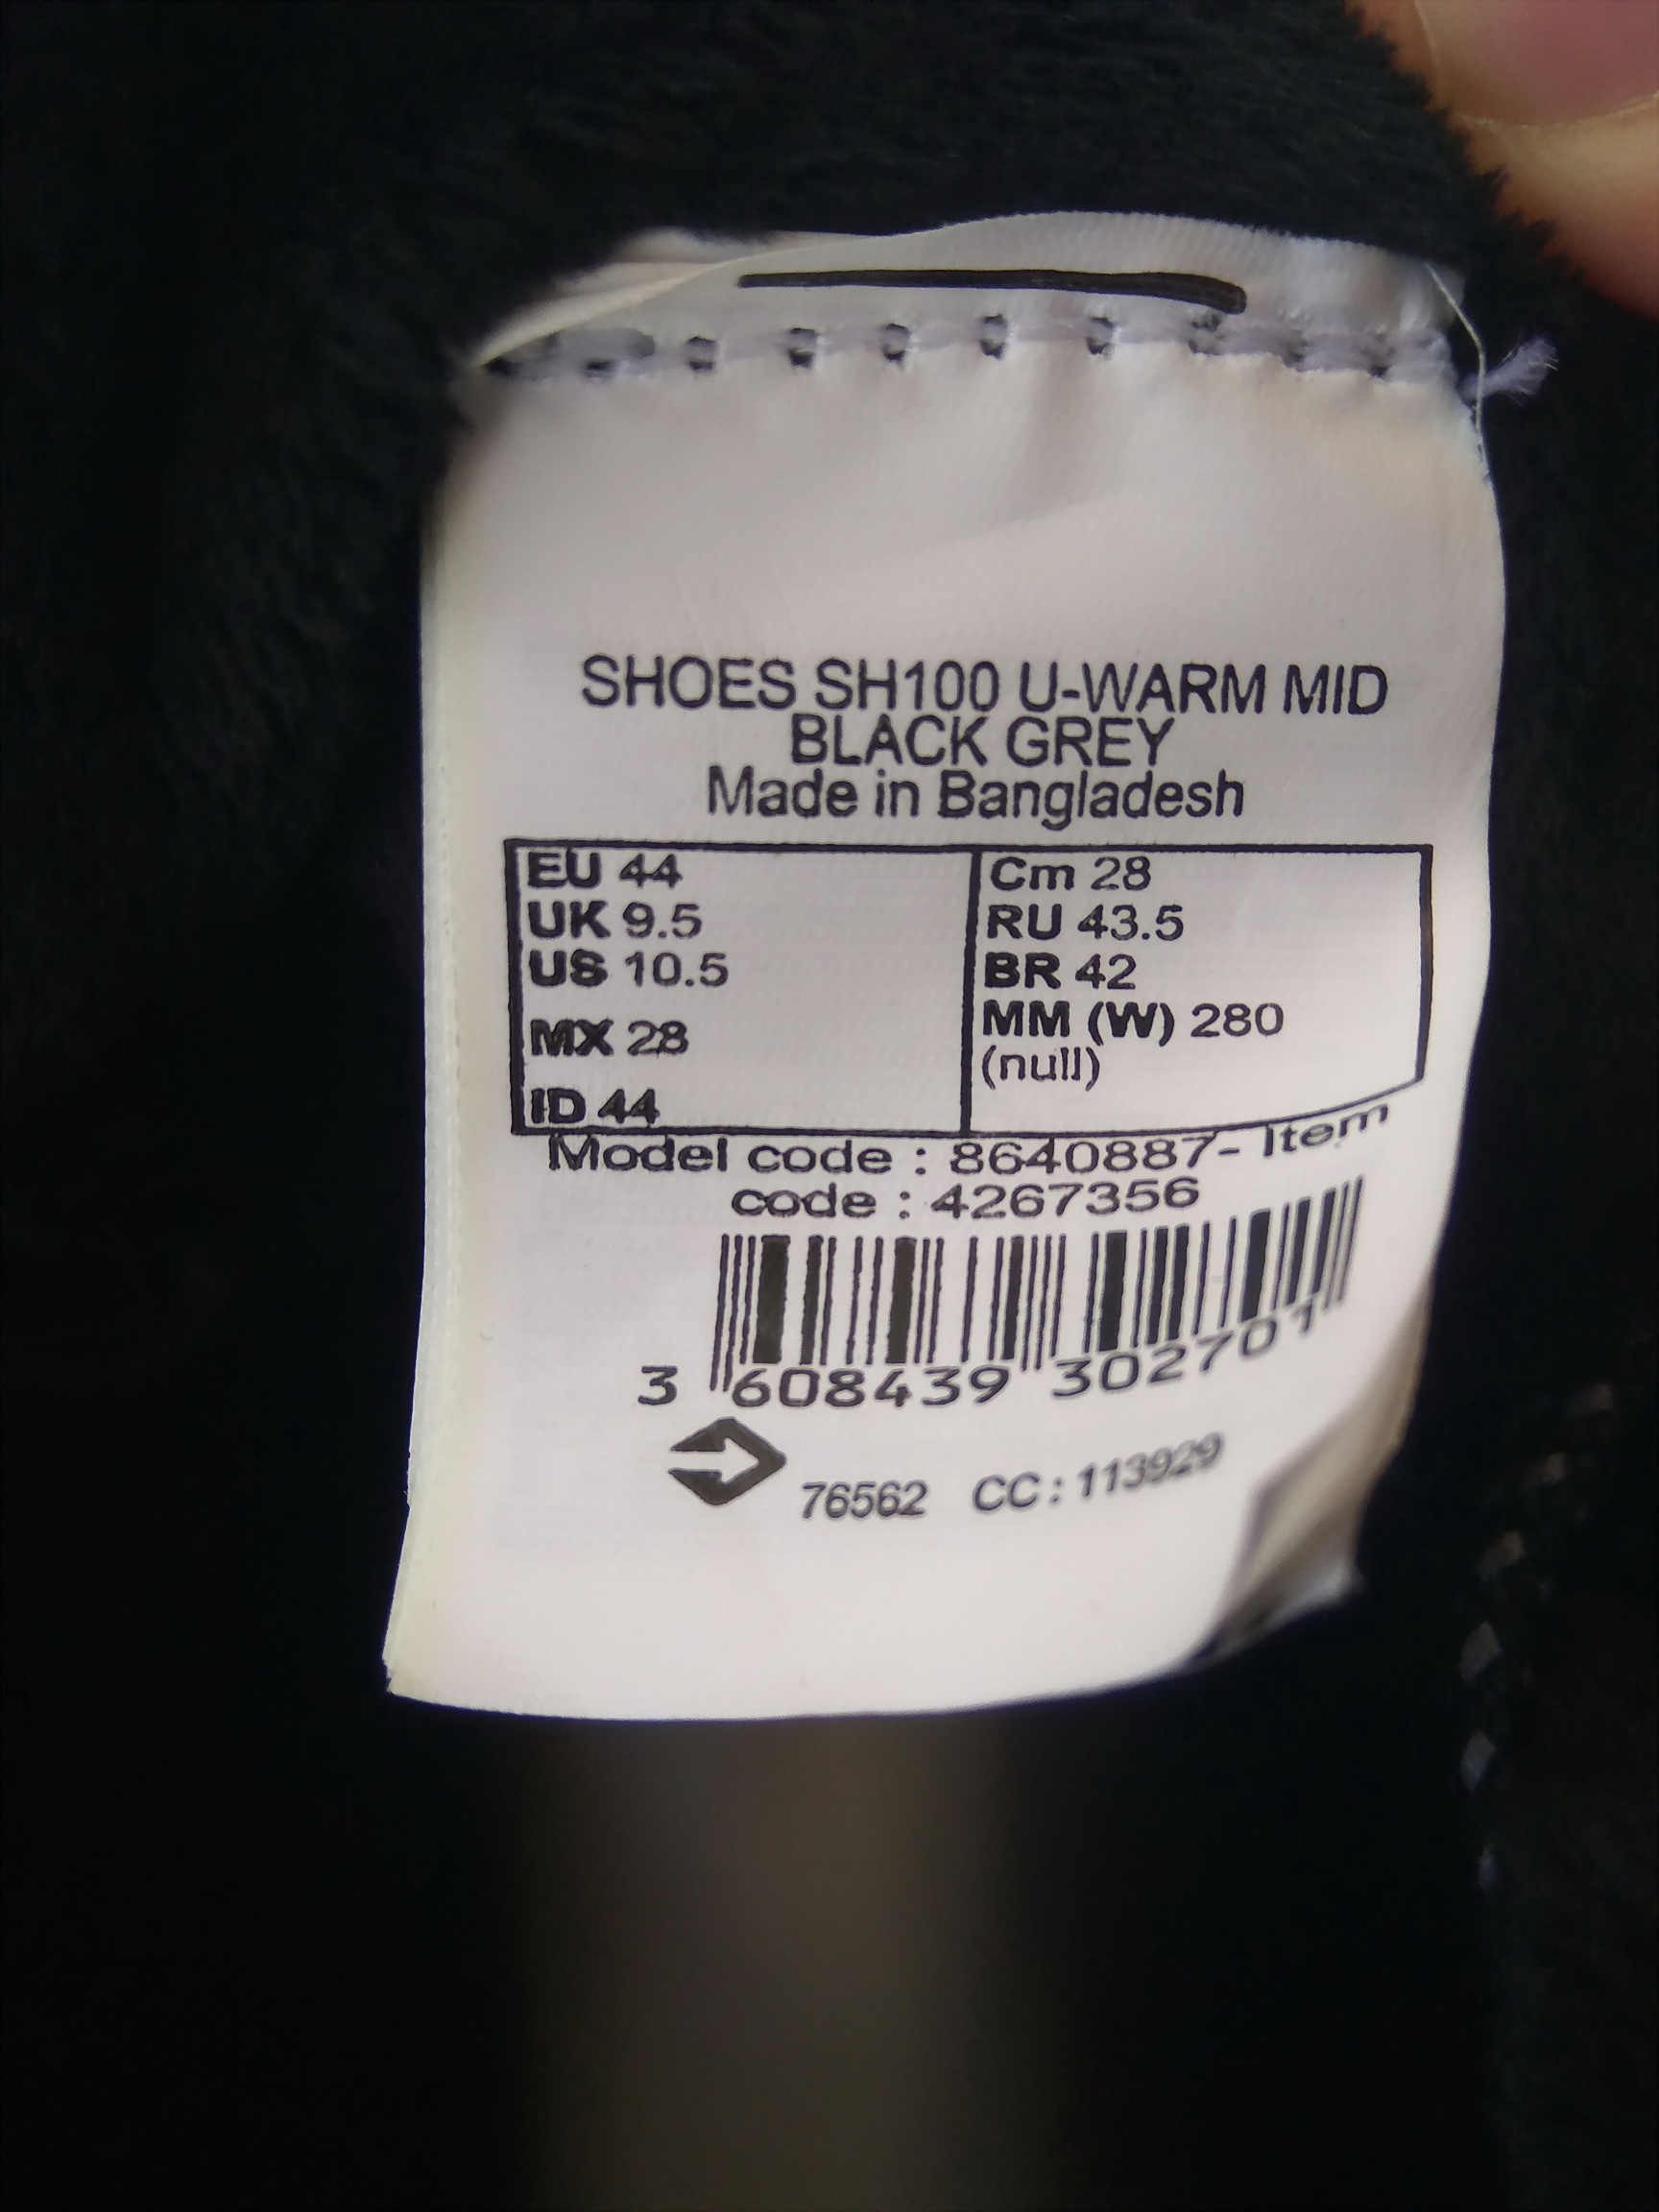 SHOES SH100 U-WARM MID
BLACK GREY
Made in Bangladesh
EU 44
UK 9.5
US 10.5
MX 28
ID 44
Cm 28
RU 43.5
BR 42
MM (W) 280
(null)
Model code : 8640887- Item
code : 4267356
3 608439 302701
76562 CC : 113929